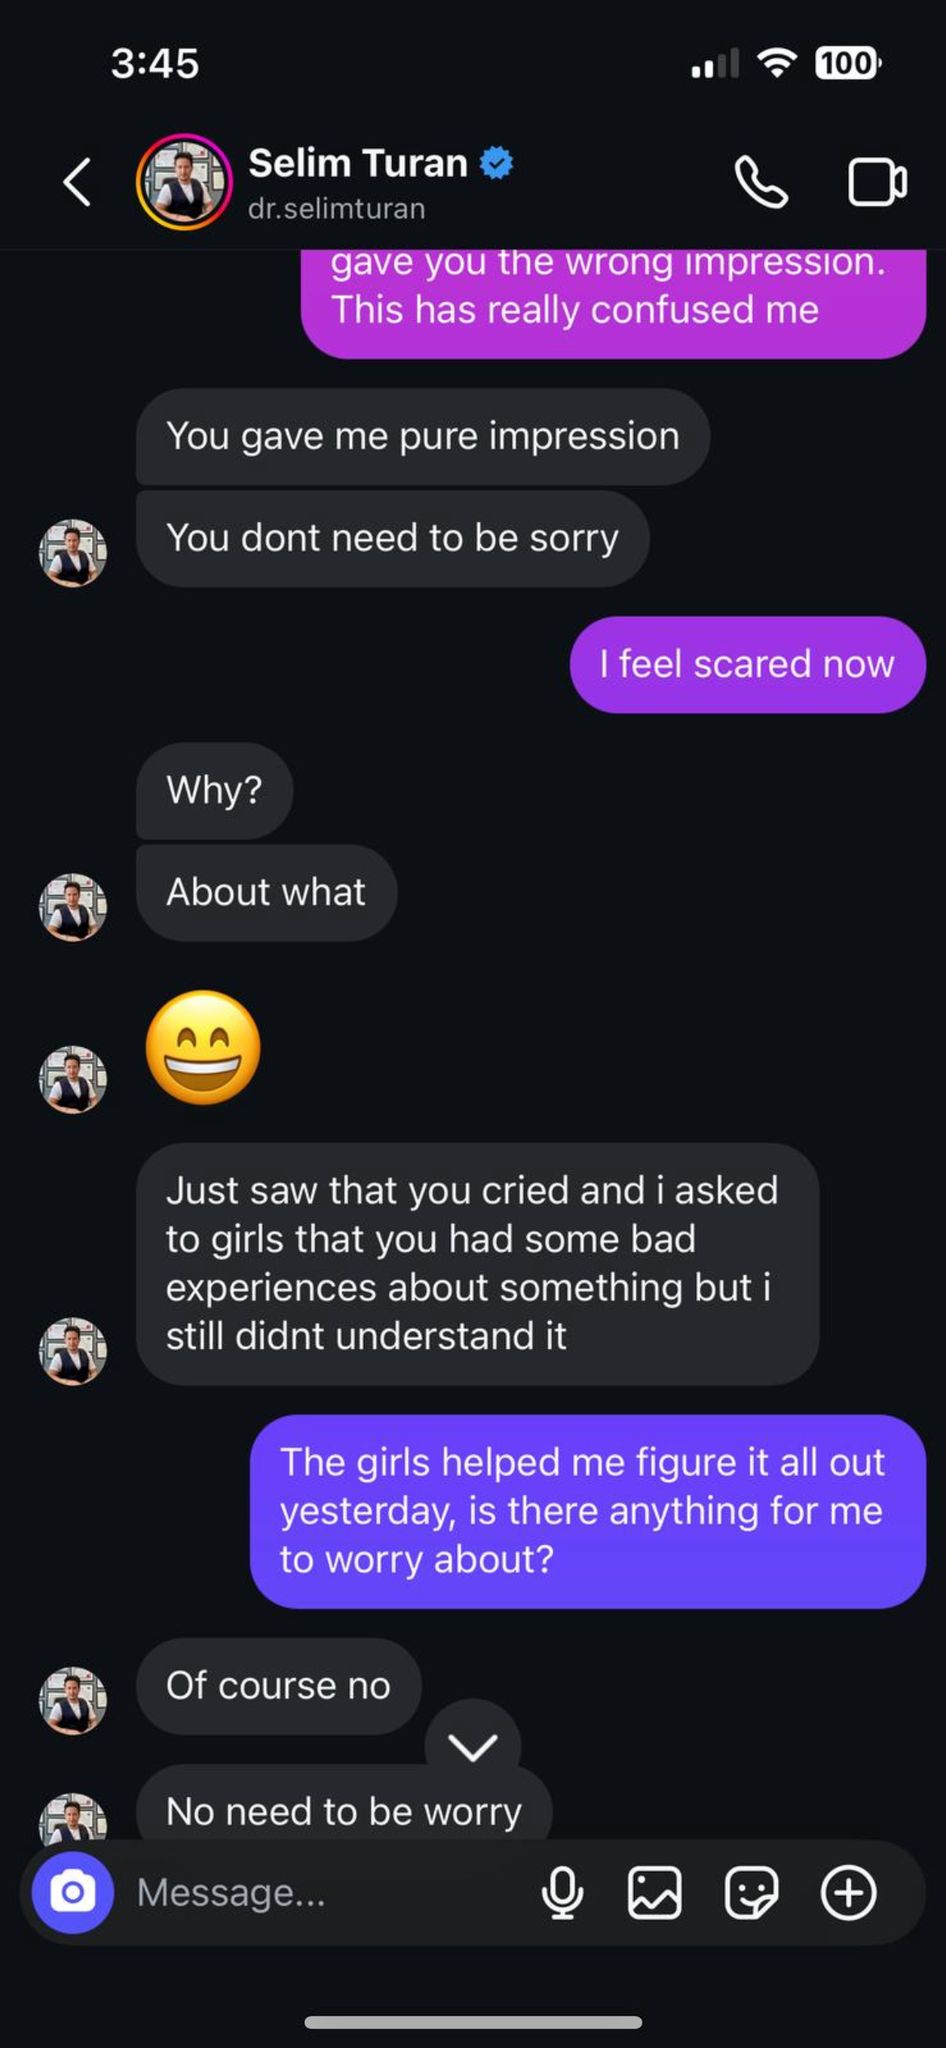 3:45
100
Selim Turan
dr.selimturan
gave you the wrong impression.
This has really confused me
You gave me pure impression
You dont need to be sorry
I feel scared now
Why?
About what
Just saw that you cried and i asked
to girls that you had some bad
experiences about something but i
still didnt understand it
The girls helped me figure it all out
yesterday, is there anything for me
to worry about?
Of course no
No need to be worry
Message...